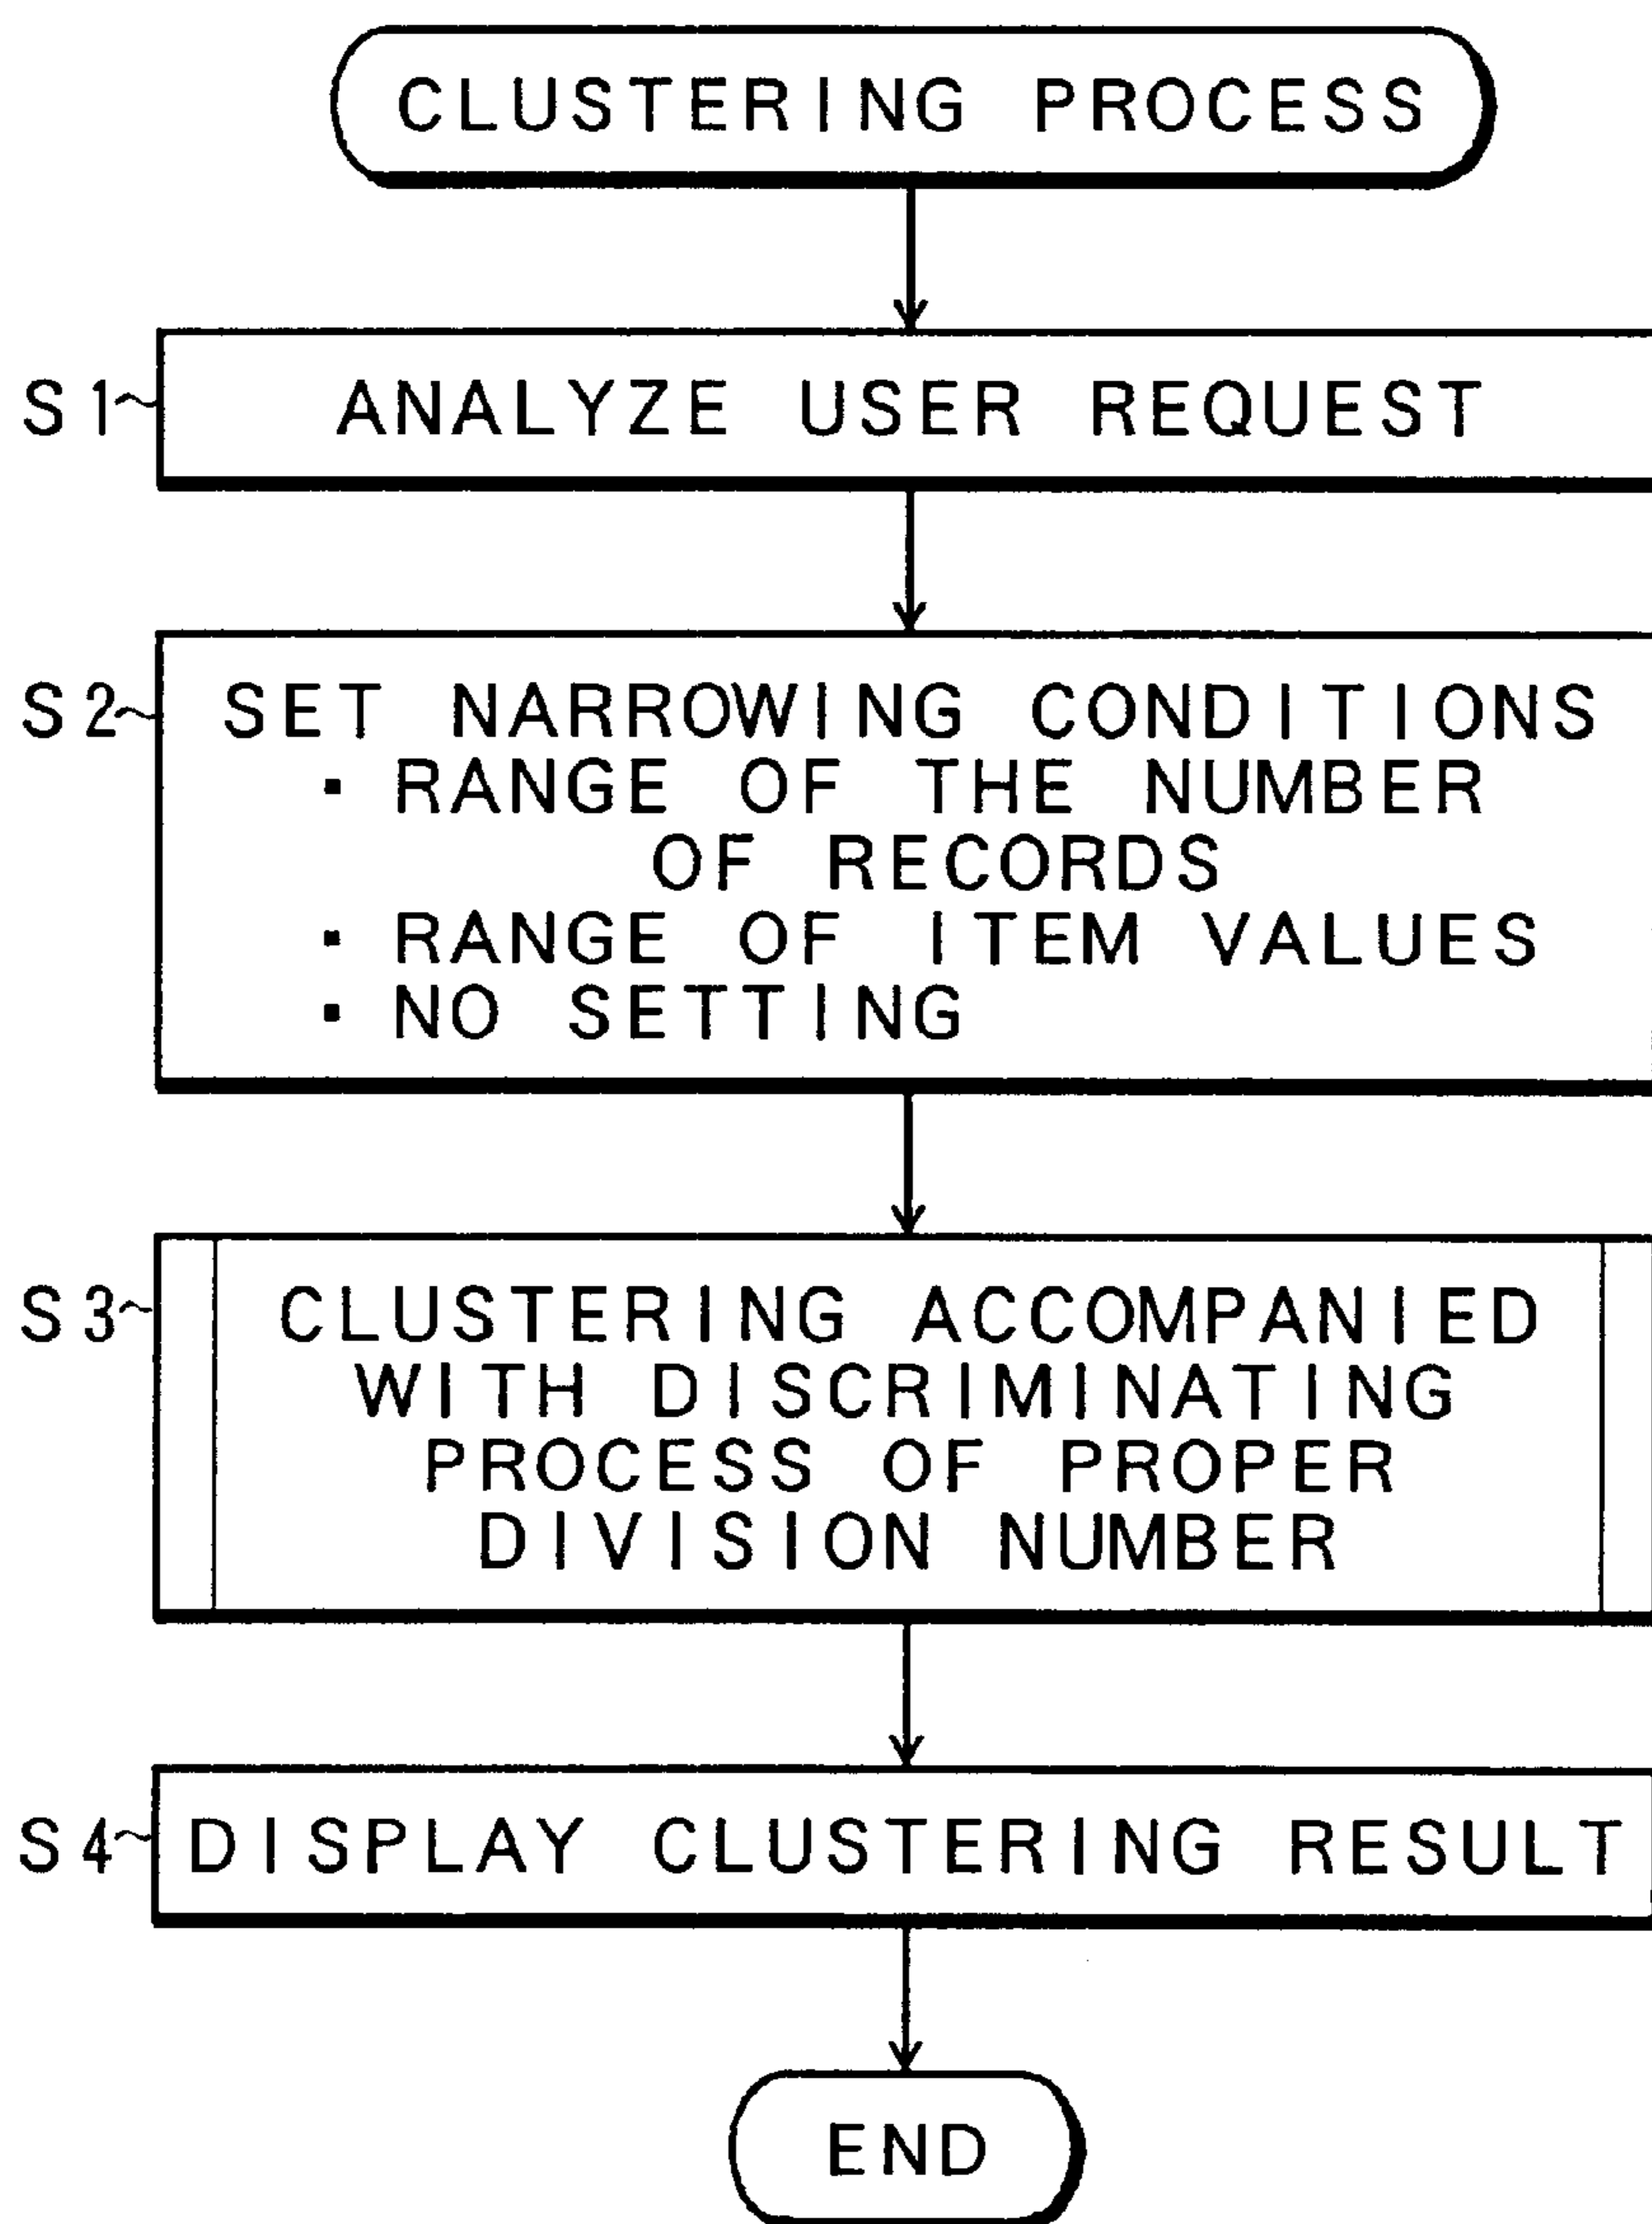 CLUSTERING PROCESS
S1 ANALYZE USER REQUEST
S2 SET NARROWING CONDITIONS
▪ RANGE OF THE NUMBER
OF RECORDS
▪ RANGE OF ITEM VALUES
▪ NO SETTING
S3 CLUSTERING ACCOMPANIED
WITH DISCRIMINATING
PROCESS OF PROPER
DIVISION NUMBER
S4 DISPLAY CLUSTERING RESULT
END